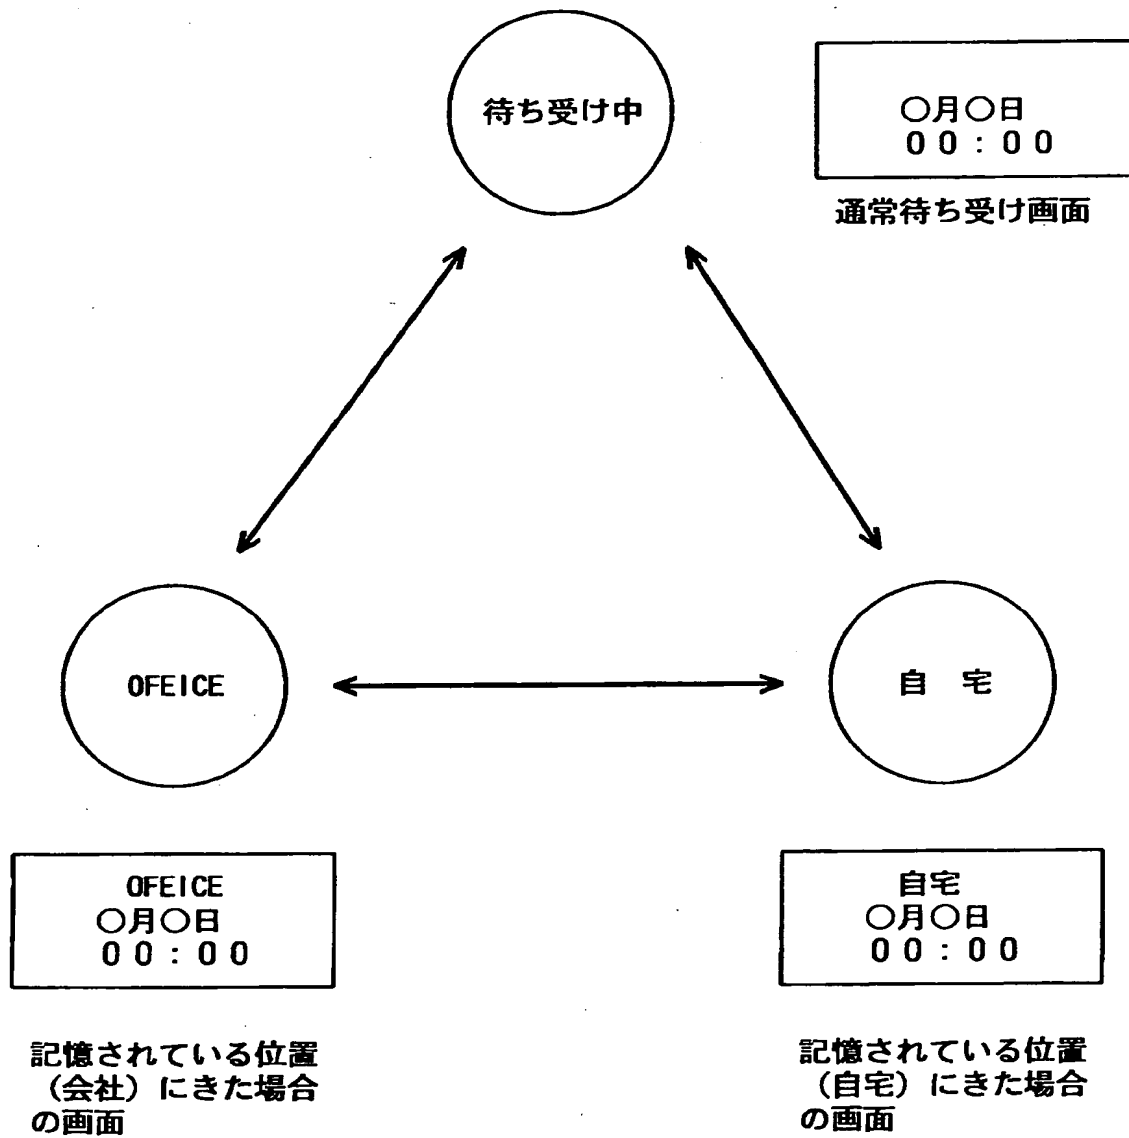 待ち受け中
○月○日
00:00
通常待ち受け画面
OFEICE
自 宅
OFEICE
○月○日
00:00
自宅
○月○日
00:00
記憶されている位置
(会社)にきた場合
の画面
記憶されている位置
(自宅)にきた場合
の画面